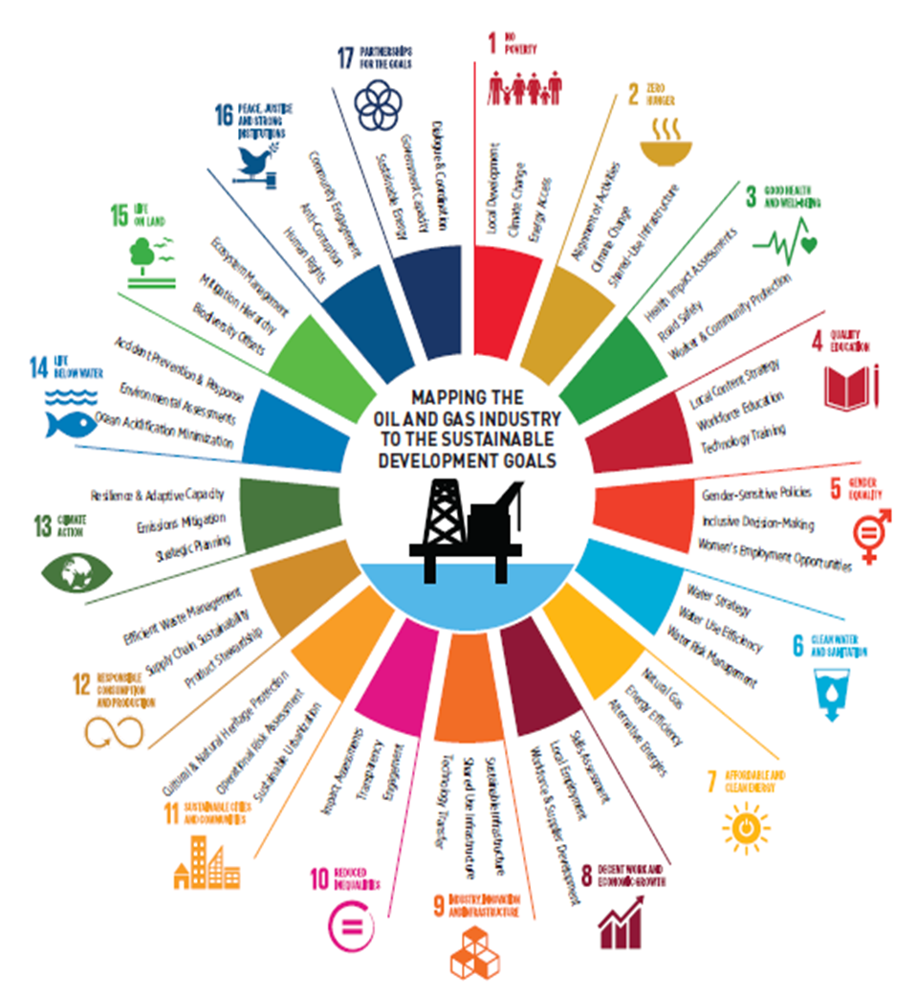 MAPPING THE
OIL AND GAS INDUSTRY
TO THE SUSTAINABLE
DEVELOPMENT GOALS
1 NO
POVERTY
Local Development
Climate Change
Energy Access
2 ZERO
HUNGER
Alignment of Activities
Climate Change
Shared-Use Infrastructure
3 GOOD HEALTH
AND WELL-BEING
Health Impact Assessments
Road Safety
Worker & Community Protection
4 QUALITY
EDUCATION
Local Content Strategy
Workforce Education
Technology Training
5 GENDER
EQUALITY
Gender-Sensitive Policies
Inclusive Decision-Making
Women's Employment Opportunities
6 CLEAN WATER
AND SANITATION
Water Strategy
Water Use Efficiency
Water Risk Management
7 AFFORDABLE AND
CLEAN ENERGY
Natural Gas
Energy Efficiency
Alternative Energies
8 DECENT WORK AND
ECONOMIC GROWTH
Skills Assessment
Local Employment
Workforce & Supplier Development
9 INDUSTRY, INNOVATION
AND INFRASTRUCTURE
Sustainable Infrastructure
Shared Use Infrastructure
Technology Transfer
10 REDUCED
INEQUALITIES
Impact Assessments
Transparency
Engagement
11 SUSTAINABLE CITIES
AND COMMUNITIES
Cultural & Natural Heritage Protection
Operational Risk Assessment
Sustainable Urbanization
12 RESPONSIBLE
CONSUMPTION
AND PRODUCTION
Efficient Waste Management
Supply Chain Sustainability
Product Stewardship
13 CLIMATE
ACTION
Resilience & Adaptive Capacity
Emissions Mitigation
Strategic Planning
14 LIFE
BELOW WATER
Accident Prevention & Response
Environmental Assessments
Ocean Acidification Minimization
15 LIFE
ON LAND
Ecosystem Management
Mitigation Hierarchy
Biodiversity Offsets
16 PEACE, JUSTICE
AND STRONG
INSTITUTIONS
Community Engagement
Anti-Corruption
Human Rights
17 PARTNERSHIPS
FOR THE GOALS
Sustainable Energy
Government Capacity
Dialogue & Coordination